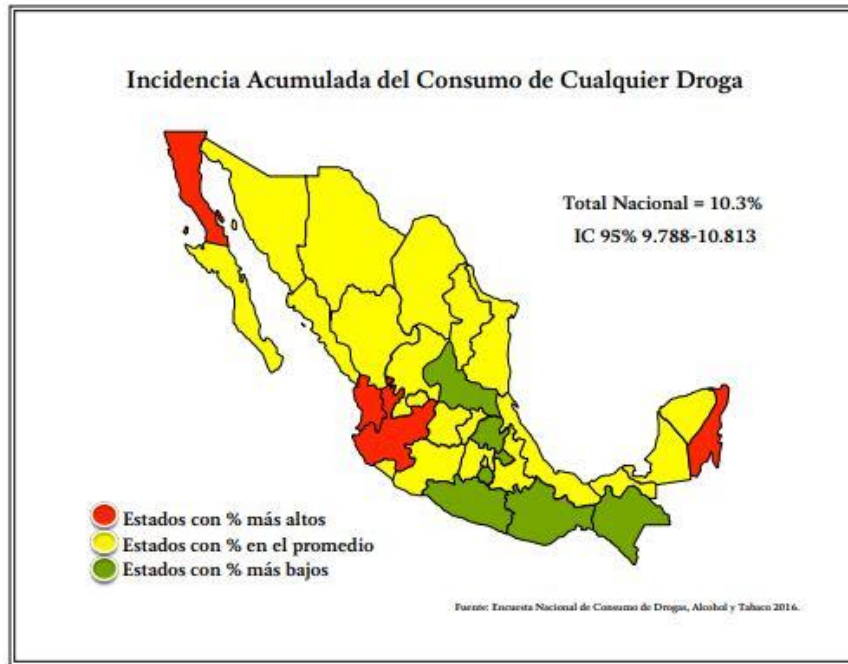 Incidencia Acumulada del Consumo de Cualquier Droga
Total Nacional = 10.3%
IC 95% 9.788-10.813
Estados con % más altos
Estados con % en el promedio
Estados con % más bajos
Fuente: Encuesta Nacional de Consumo de Drogas, Alcohol y Tabaco 2016.